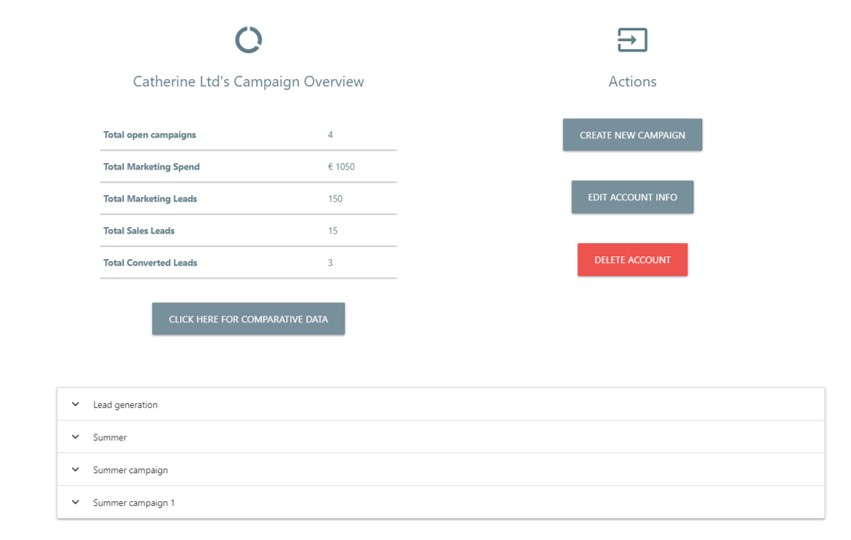 Catherine Ltd's Campaign Overview
Total open campaigns 4
Total Marketing Spend € 1050
Total Marketing Leads 150
Total Sales Leads 15
Total Converted Leads 3
CLICK HERE FOR COMPARATIVE DATA
Actions
CREATE NEW CAMPAIGN
EDIT ACCOUNT INFO
DELETE ACCOUNT
Lead generation
Summer
Summer campaign
Summer campaign 1